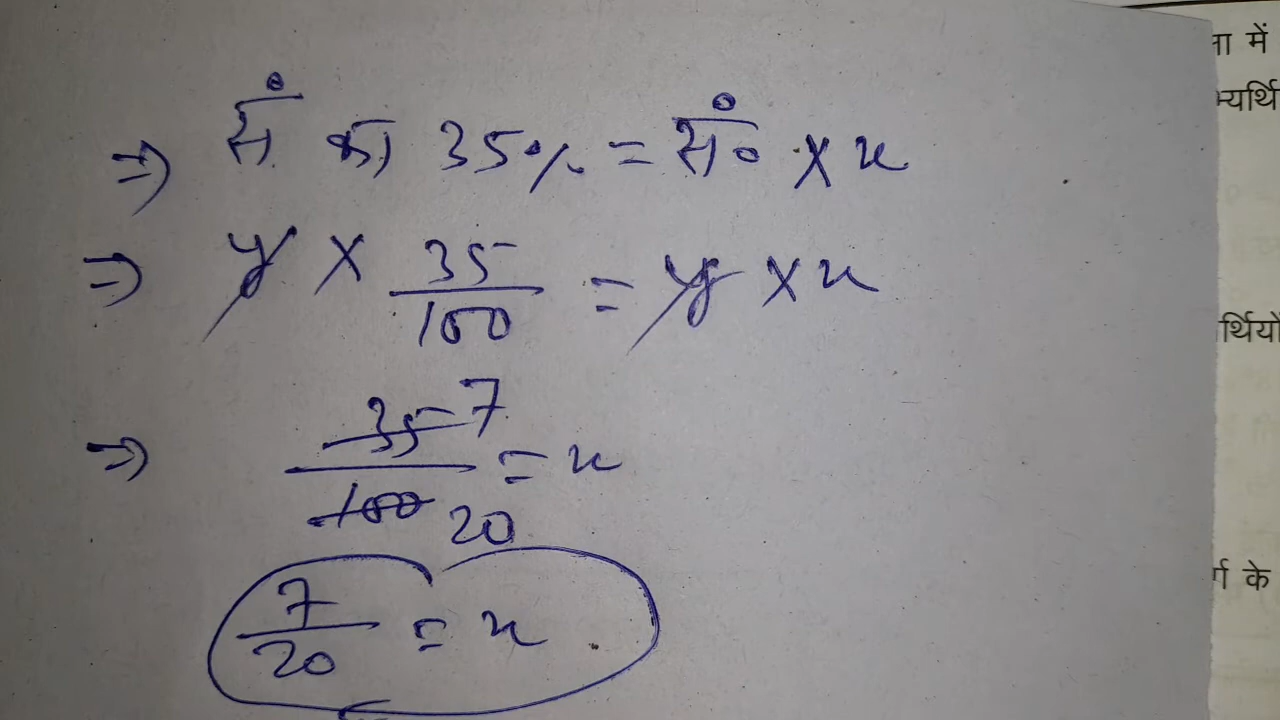 ⇒ सं का 35% = सं० × x
⇒ y × 35/100 = y × x
⇒ 35 7 / 100 20 = x
7/20 = x
ा में
भ्यर्थि
र्थियों
र्ग के